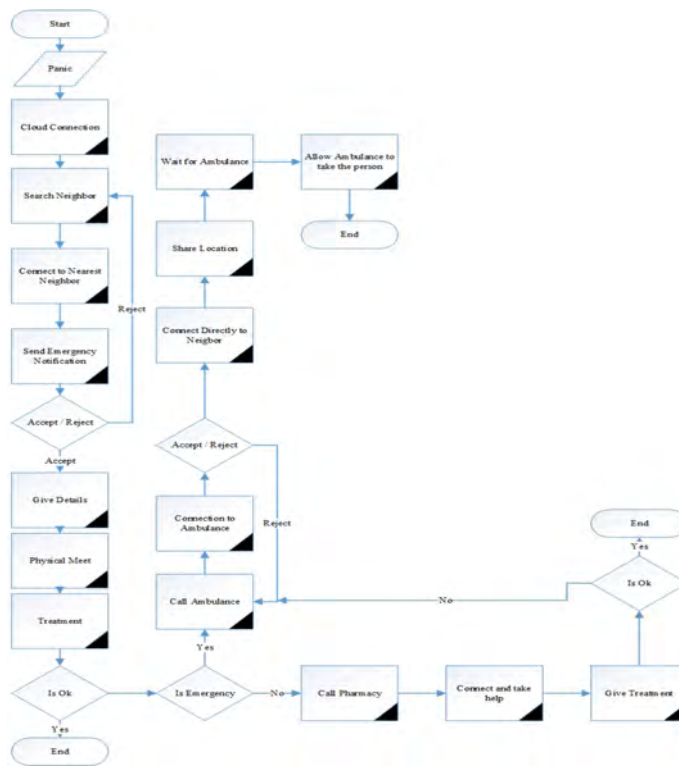 Start
Panic
Cloud Connection
Search Neighbor
Connect to Nearest
Neighbor
Send Emergency
Notification
Accept / Reject
Reject
Accept
Give Details
Physical Meet
Treatment
Is Ok
Yes
End
Is Emergency
Yes
Call Ambulance
Connection to
Ambulance
Accept / Reject
Reject
Connect Directly to
Neigbor
Share Location
Wait for Ambulance
Allow Ambulance to
take the person
End
No
Call Pharmacy
Connect and take
help
Give Treatment
Is Ok
No
Yes
End